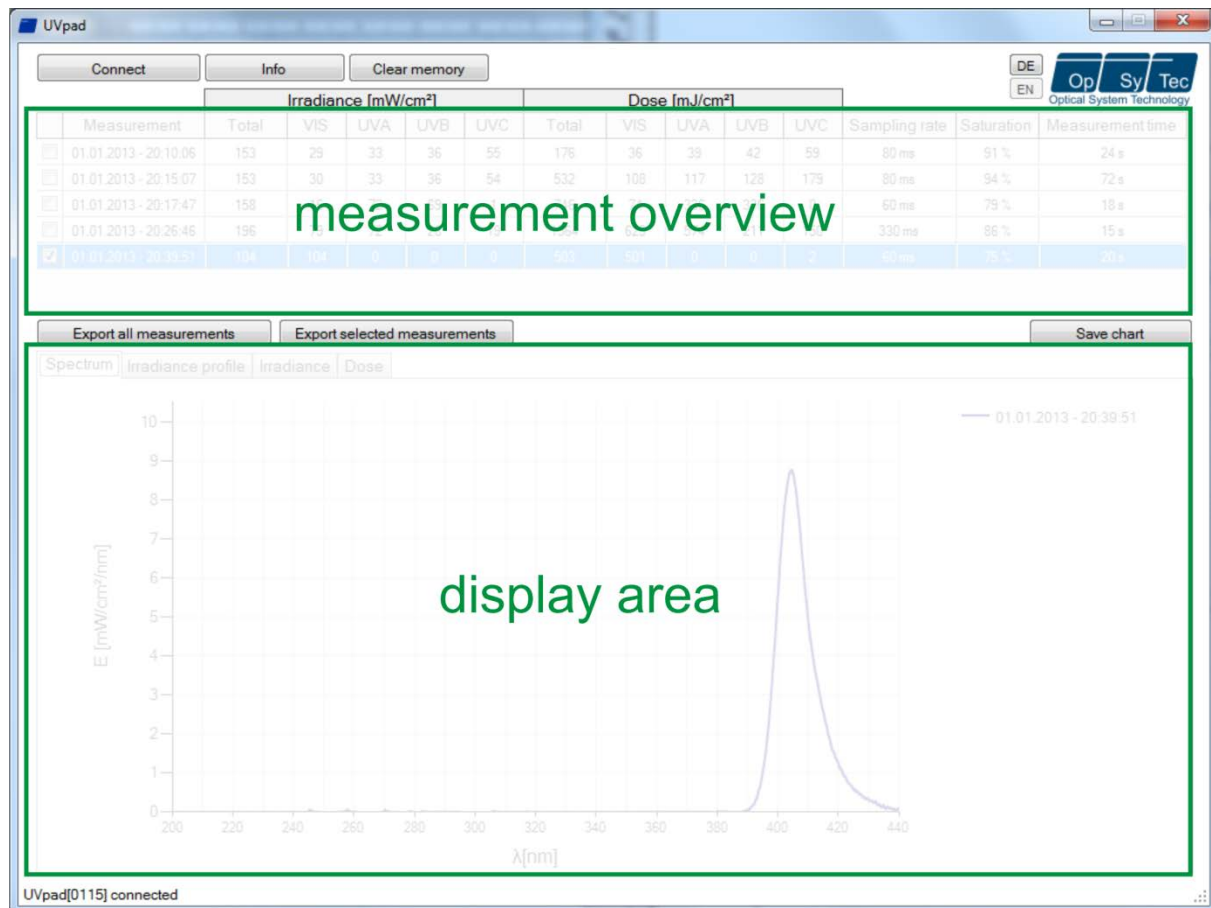 UVpad
Connect Info Clear memory DE
EN
Op Sy Tec
Optical System Technology
Irradiance [mW/cm²] Dose [mJ/cm²]
Measurement Total VIS UVA UVB UVC Total VIS UVA UVB UVC Sampling rate Saturation Measurement time
01.01.2013 - 20:10:06 153 29 33 36 55 176 36 39 42 59 80 ms 91 % 24 s
01.01.2013 - 20:15:07 153 30 33 36 54 532 108 117 128 179 80 ms 94 % 72 s
01.01.2013 - 20:17:47 158 60 ms 79 % 18 s
01.01.2013 - 20:26:46 196 330 ms 86 % 15 s
01.01.2013 - 20:39:51 104 104 0 0 0 503 501 0 0 2 60 ms 75 % 20 s
measurement overview
Export all measurements Export selected measurements Save chart
Spectrum Irradiance profile Irradiance Dose
01.01.2013 - 20:39:51
10
9
8
7
6
5
4
3
2
1
0
E [mW/cm²/nm]
display area
200 220 240 260 280 300 320 340 360 380 400 420 440
λ[nm]
UVpad[0115] connected